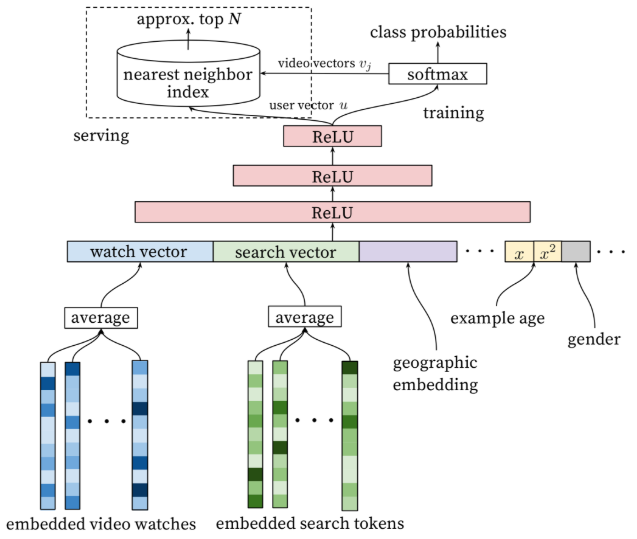 approx. top N
class probabilities
video vectors v_j
nearest neighbor
index
softmax
user vector u
training
serving
ReLU
ReLU
ReLU
watch vector
search vector
. . .
x
x²
. . .
average
average
example age
gender
geographic
embedding
. . .
. . .
embedded video watches
embedded search tokens